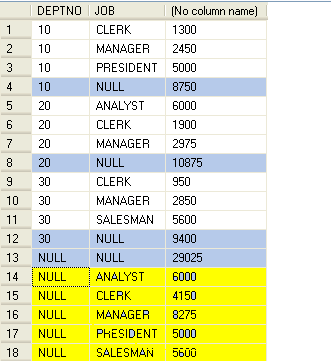 DEPTNO JOB (No column name)
1 10 CLERK 1300
2 10 MANAGER 2450
3 10 PRESIDENT 5000
4 10 NULL 8750
5 20 ANALYST 6000
6 20 CLERK 1900
7 20 MANAGER 2975
8 20 NULL 10875
9 30 CLERK 950
10 30 MANAGER 2850
11 30 SALESMAN 5600
12 30 NULL 9400
13 NULL NULL 29025
14 NULL ANALYST 6000
15 NULL CLERK 4150
16 NULL MANAGER 8275
17 NULL PRESIDENT 5000
18 NULL SALESMAN 5600